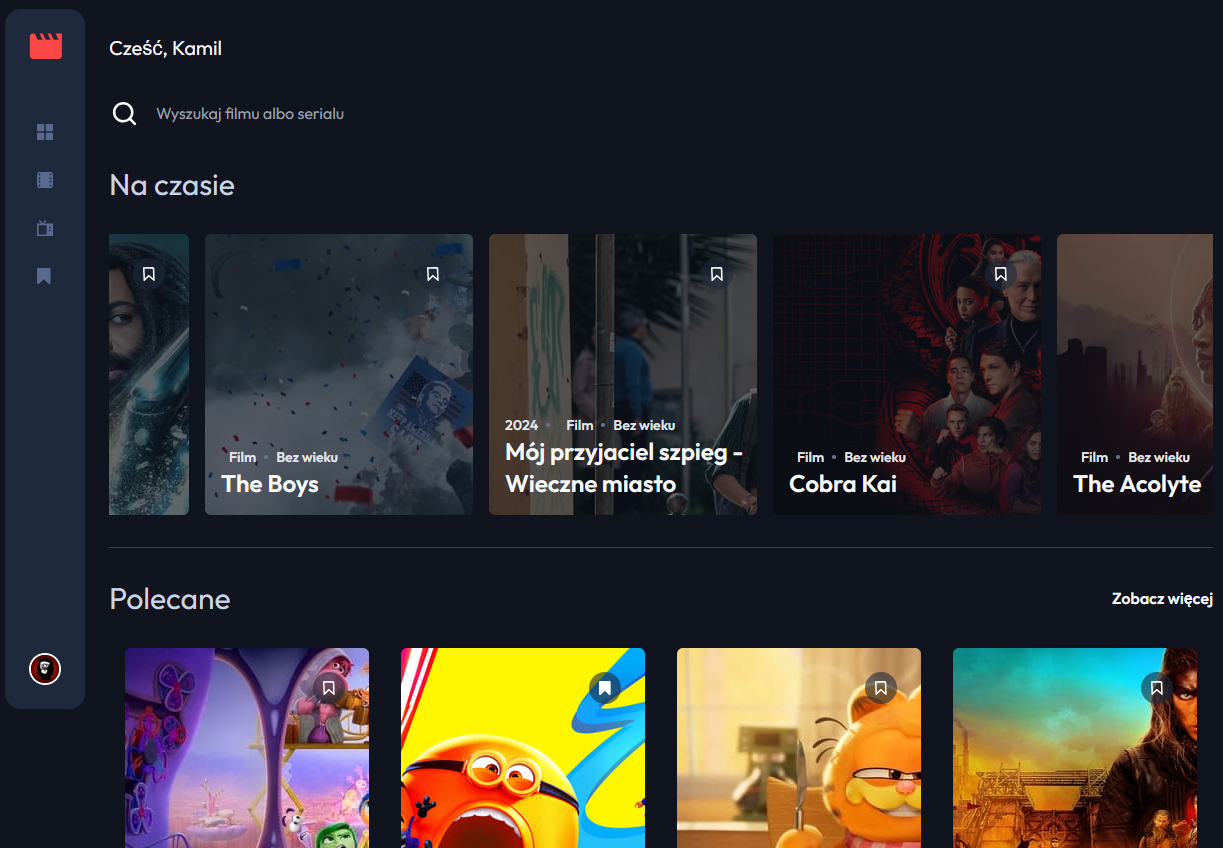 Cześć, Kamil
Wyszukaj filmu albo serialu
Na czasie
Film • Bez wieku
The Boys
2024 • Film • Bez wieku
Mój przyjaciel szpieg -
Wieczne miasto
Film • Bez wieku
Cobra Kai
Film • Bez wieku
The Acolyte
Polecane
Zobacz więcej